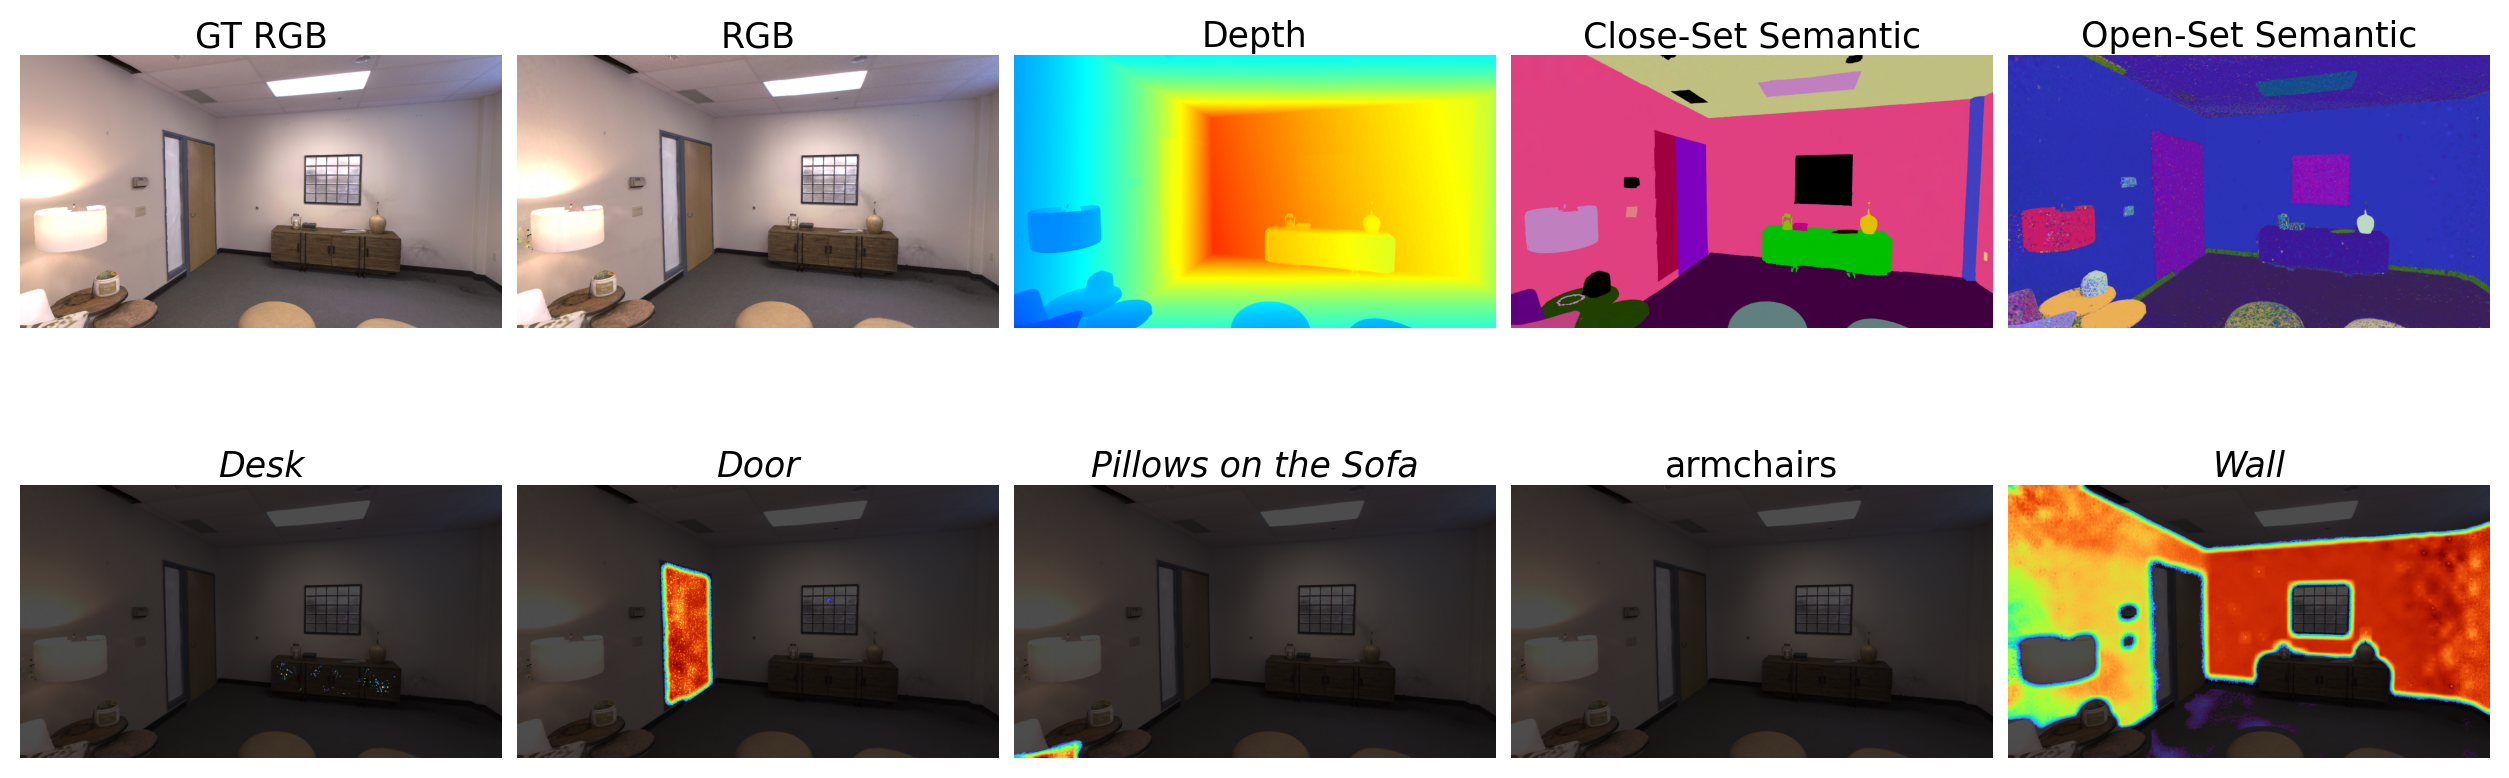 GT RGB
RGB
Depth
Close-Set Semantic
Open-Set Semantic
Desk
Door
Pillows on the Sofa
armchairs
Wall